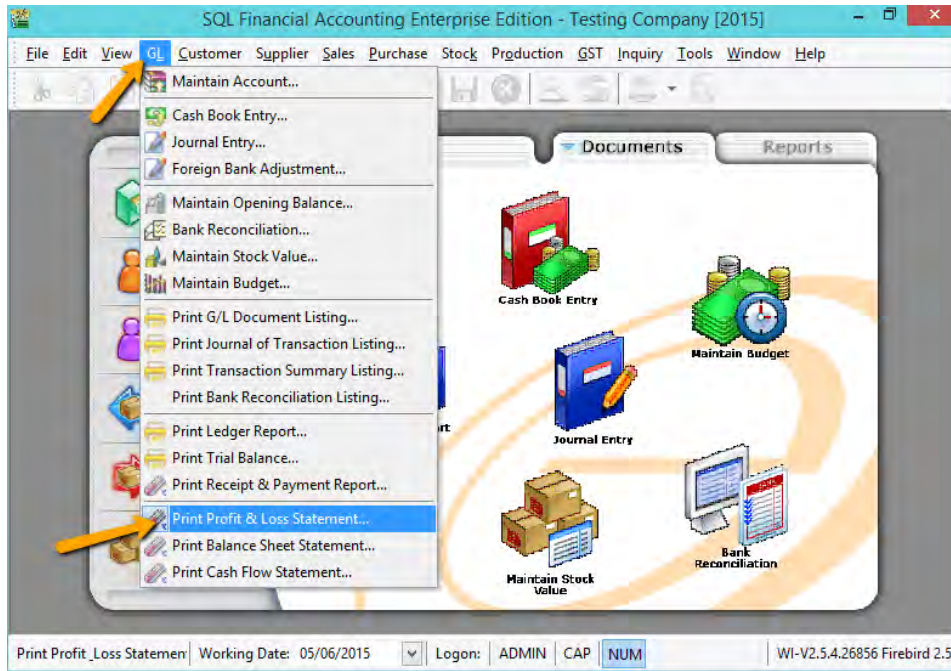 SQL Financial Accounting Enterprise Edition - Testing Company [2015]
File Edit View GL Customer Supplier Sales Purchase Stock Production GST Inquiry Tools Window Help
Maintain Account...
Cash Book Entry...
Journal Entry...
Foreign Bank Adjustment...
Maintain Opening Balance...
Bank Reconciliation...
Maintain Stock Value...
Maintain Budget...
Print G/L Document Listing...
Print Journal of Transaction Listing...
Print Transaction Summary Listing...
Print Bank Reconciliation Listing...
Print Ledger Report...
Print Trial Balance...
Print Receipt & Payment Report...
Print Profit & Loss Statement...
Print Balance Sheet Statement...
Print Cash Flow Statement...
Documents
Reports
Cash Book Entry
Maintain Budget
Journal Entry
BANK
Maintain Stock
Value
Bank
Reconciliation
Print Profit _Loss Statemen Working Date: 05/06/2015 Logon: ADMIN CAP NUM WI-V2.5.4.26856 Firebird 2.5